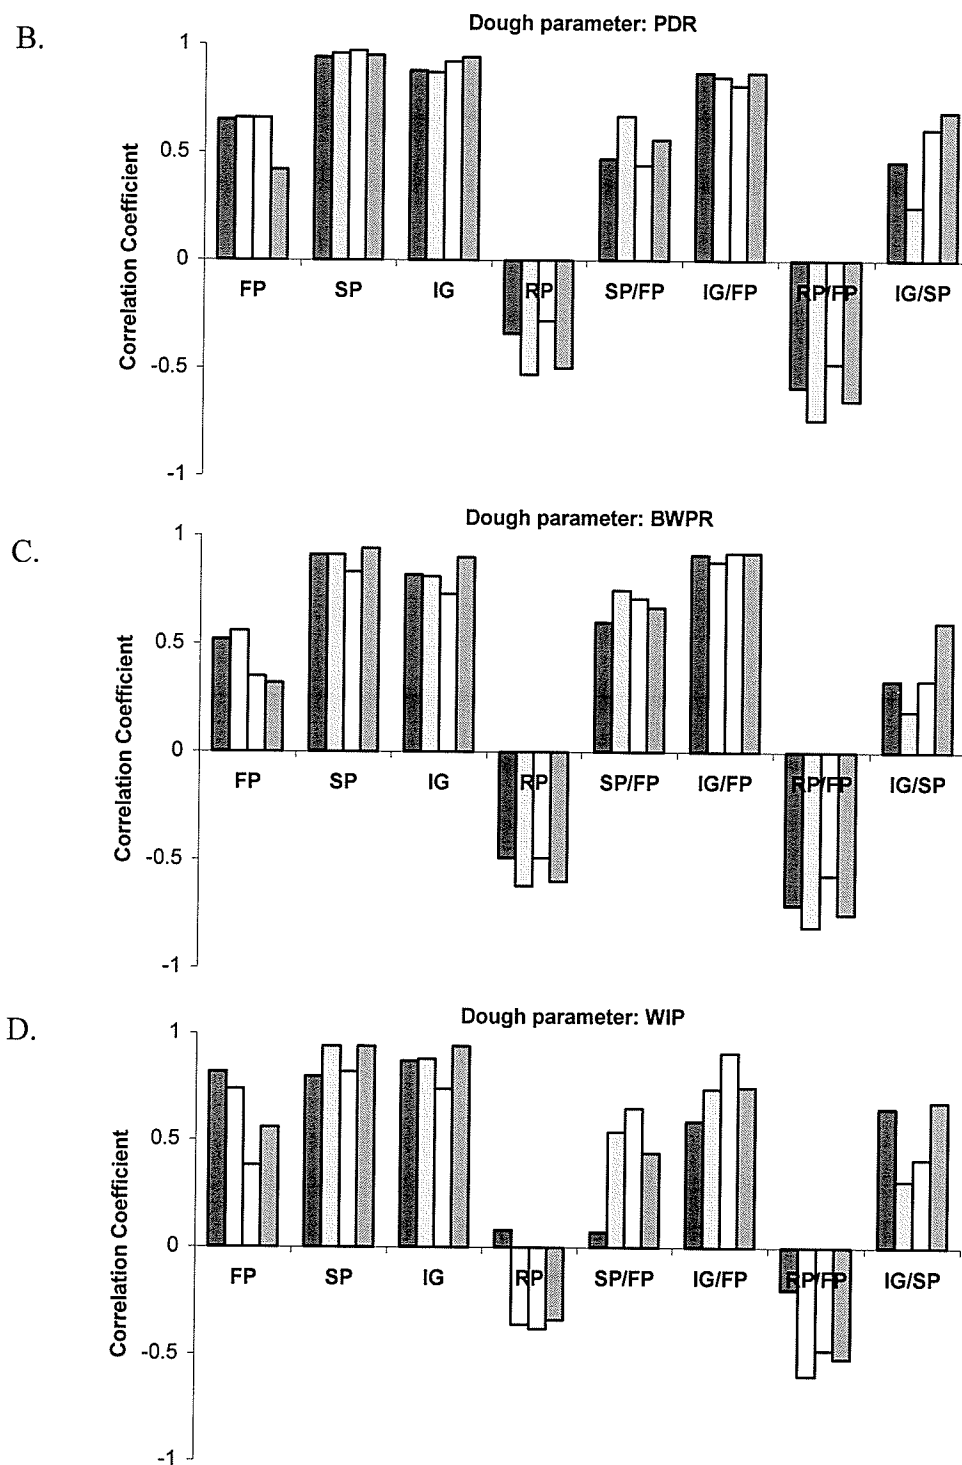 B.
Dough parameter: PDR
Correlation Coefficient
1
0.5
0
-0.5
-1
FP SP IG RP SP/FP IG/FP RP/FP IG/SP
C.
Dough parameter: BWPR
Correlation Coefficient
1
0.5
0
-0.5
-1
FP SP IG RP SP/FP IG/FP RP/FP IG/SP
D.
Dough parameter: WIP
Correlation Coefficient
1
0.5
0
-0.5
-1
FP SP IG RP SP/FP IG/FP RP/FP IG/SP